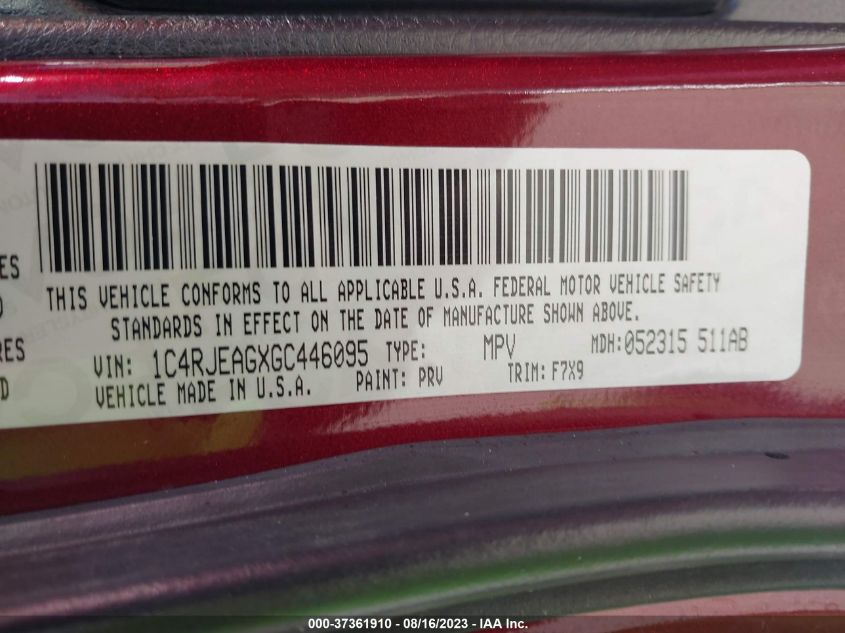 ES
THIS VEHICLE CONFORMS TO ALL APPLICABLE U.S.A. FEDERAL MOTOR VEHICLE SAFETY
STANDARDS IN EFFECT ON THE DATE OF MANUFACTURE SHOWN ABOVE.
RES
VIN: 1C4RJEAGXGC446095 TYPE: MPV MDH:052315 511AB
D
VEHICLE MADE IN U.S.A. PAINT: PRV TRIM:F7X9
000-37361910 - 08/16/2023 - IAA Inc.